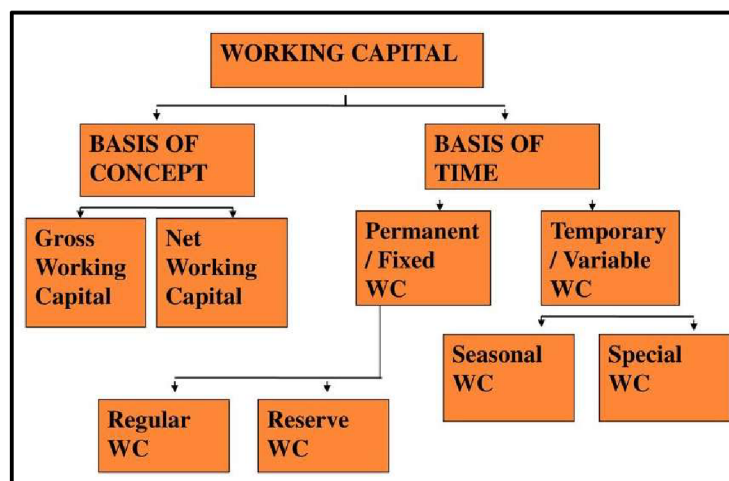 WORKING CAPITAL
BASIS OF
CONCEPT
BASIS OF
TIME
Gross
Working
Capital
Net
Working
Capital
Permanent
/ Fixed
WC
Temporary
/ Variable
WC
Seasonal
WC
Special
WC
Regular
WC
Reserve
WC